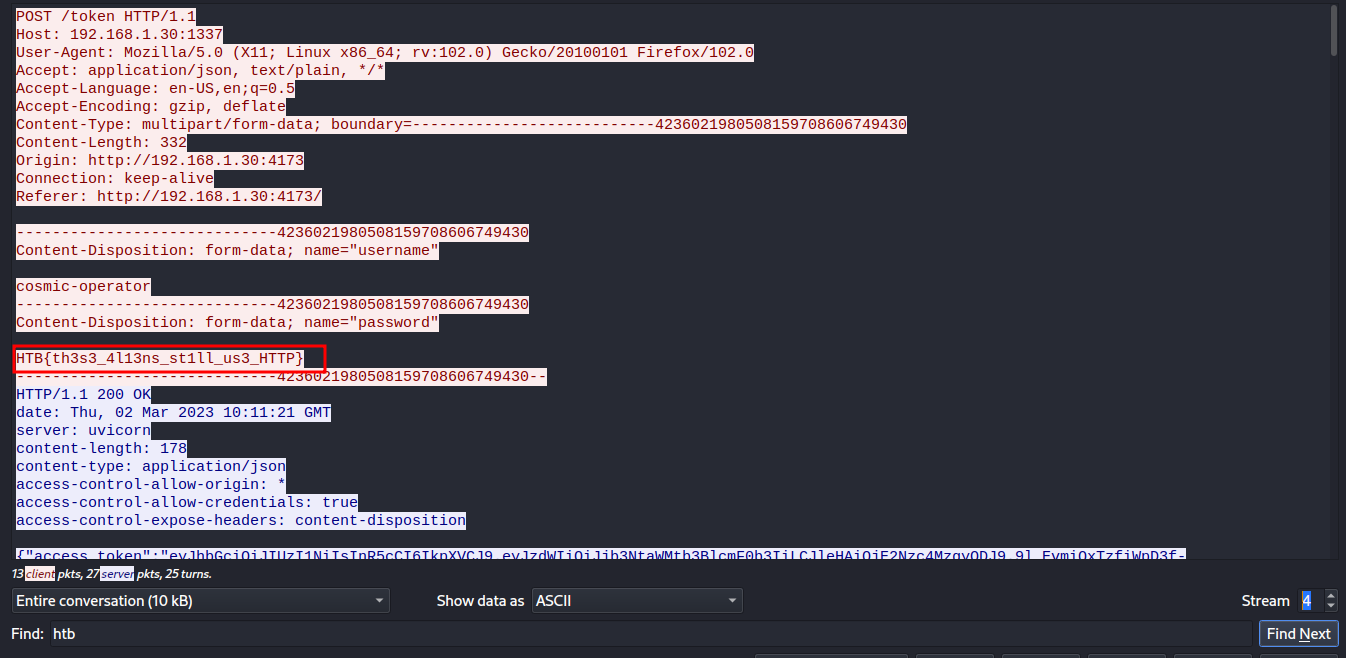 POST /token HTTP/1.1
Host: 192.168.1.30:1337
User-Agent: Mozilla/5.0 (X11; Linux x86_64; rv:102.0) Gecko/20100101 Firefox/102.0
Accept: application/json, text/plain, */*
Accept-Language: en-US,en;q=0.5
Accept-Encoding: gzip, deflate
Content-Type: multipart/form-data; boundary=---------------------------4236021980508159708606749430
Content-Length: 332
Origin: http://192.168.1.30:4173
Connection: keep-alive
Referer: http://192.168.1.30:4173/
-----------------------------4236021980508159708606749430
Content-Disposition: form-data; name="username"
cosmic-operator
-----------------------------4236021980508159708606749430
Content-Disposition: form-data; name="password"
HTB{th3s3_4l13ns_st1ll_us3_HTTP}
-----------------------------4236021980508159708606749430--
HTTP/1.1 200 OK
date: Thu, 02 Mar 2023 10:11:21 GMT
server: uvicorn
content-length: 178
content-type: application/json
access-control-allow-origin: *
access-control-allow-credentials: true
access-control-expose-headers: content-disposition
{"access_token":
13 client pkts, 27 server pkts, 25 turns.
Entire conversation (10 kB) Show data as ASCII Stream 4
Find: htb Find Next